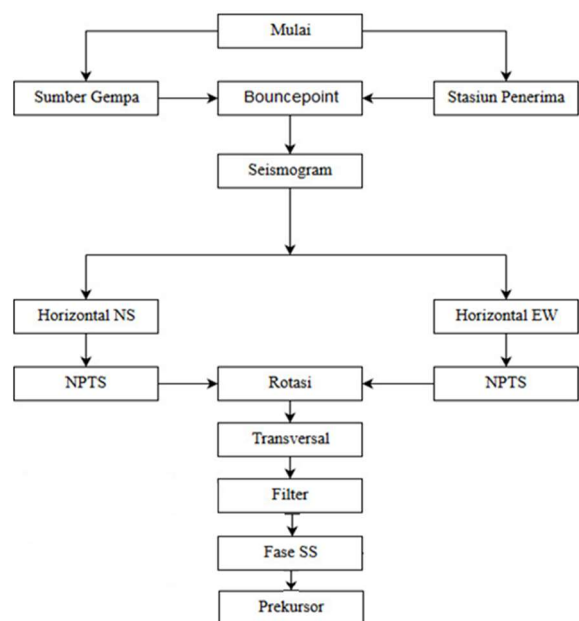 Mulai
Sumber Gempa
Bouncepoint
Stasiun Penerima
Seismogram
Horizontal NS
Horizontal EW
NPTS
Rotasi
NPTS
Transversal
Filter
Fase SS
Prekursor